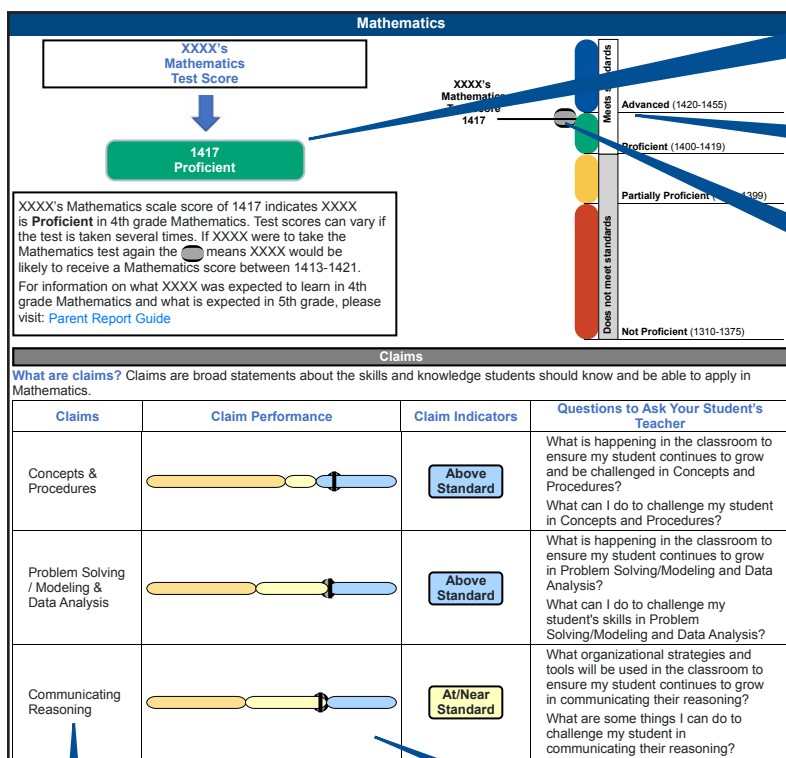 Mathematics
XXXX's
Mathematics
Test Score
1417
Proficient
XXXX's Mathematics scale score of 1417 indicates XXXX
is Proficient in 4th grade Mathematics. Test scores can vary if
the test is taken several times. If XXXX were to take the
Mathematics test again the means XXXX would be
likely to receive a Mathematics score between 1413-1421.
For information on what XXXX was expected to learn in 4th
grade Mathematics and what is expected in 5th grade, please
visit: Parent Report Guide
XXXX's
Mathematics
Score
1417
Meets standards
Does not meet standards
Advanced (1420-1455)
Proficient (1400-1419)
Partially Proficient 1399)
Not Proficient (1310-1375)
Claims
What are claims? Claims are broad statements about the skills and knowledge students should know and be able to apply in
Mathematics.
Claims
Claim Performance
Claim Indicators
Questions to Ask Your Student's
Teacher
Concepts &
Procedures
Above
Standard
What is happening in the classroom to
ensure my student continues to grow
and be challenged in Concepts and
Procedures?
What can I do to challenge my student
in Concepts and Procedures?
Problem Solving
/ Modeling &
Data Analysis
Above
Standard
What is happening in the classroom to
ensure my student continues to grow
in Problem Solving/Modeling and Data
Analysis?
What can I do to challenge my
student's skills in Problem
Solving/Modeling and Data Analysis?
Communicating
Reasoning
At/Near
Standard
What organizational strategies and
tools will be used in the classroom to
ensure my student continues to grow
in communicating their reasoning?
What are some things I can do to
challenge my student in
communicating their reasoning?